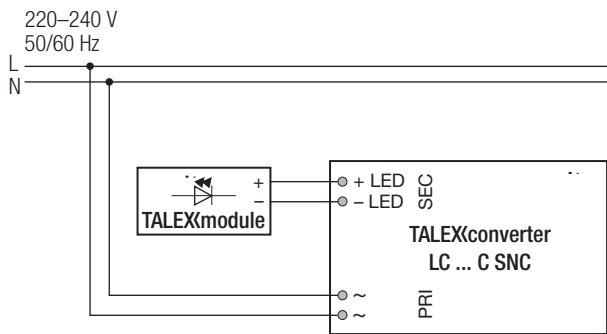 220–240 V
50/60 Hz
L
N
+
–
TALEXmodule
+ LED
– LED
SEC
TALEXconverter
LC ... C SNC
~
~
PRI